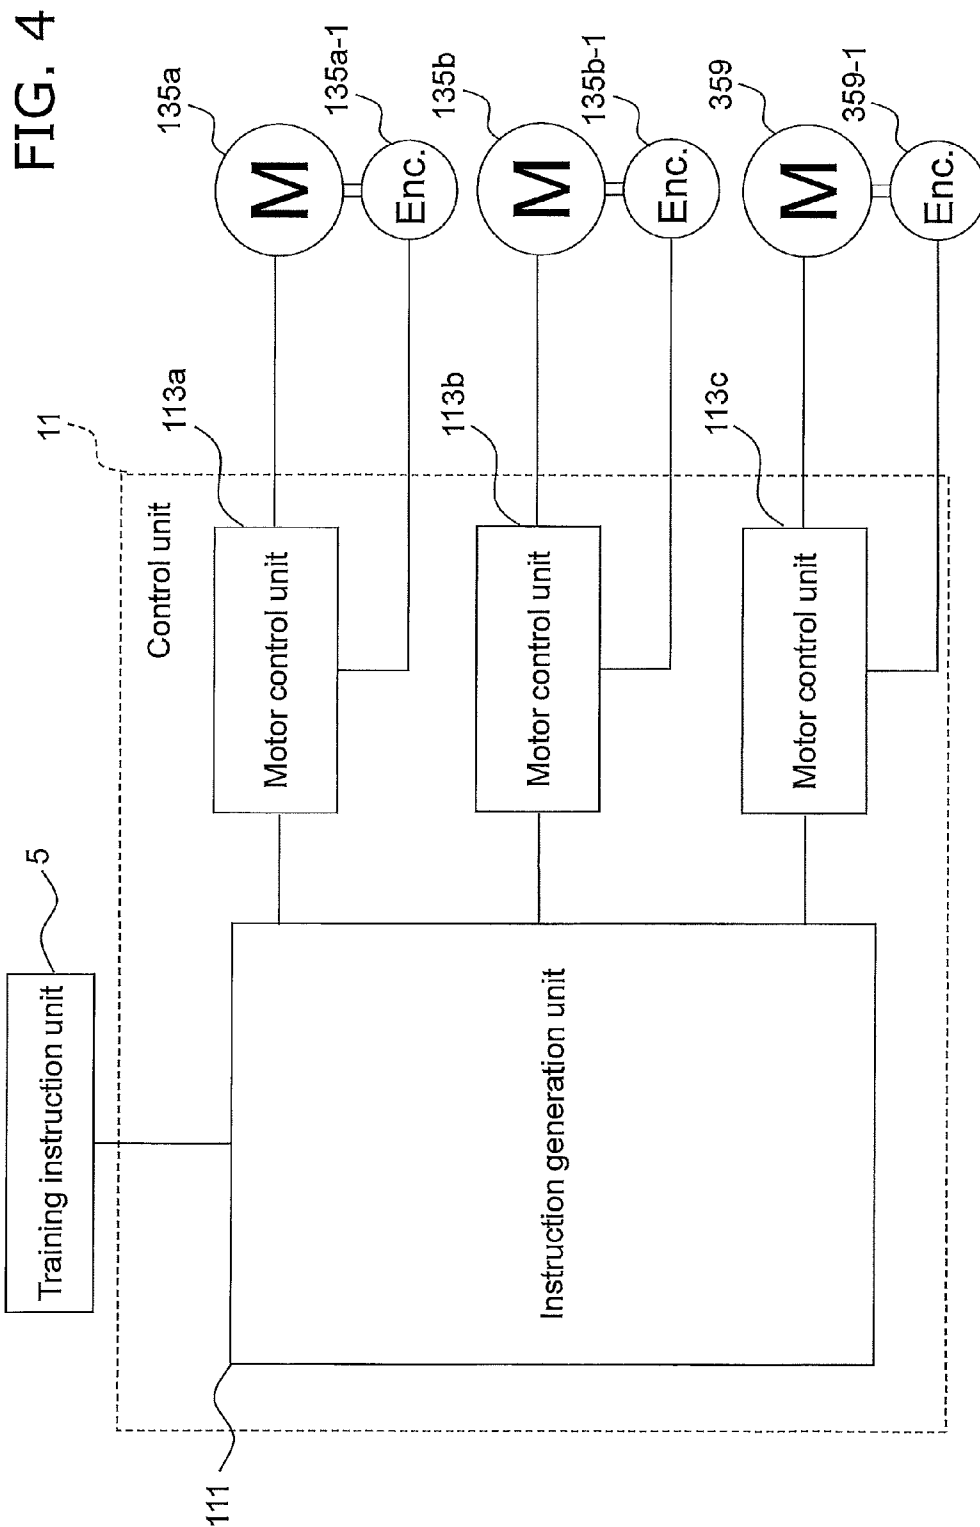 FIG. 4
Training instruction unit
5
11
Control unit
111
Instruction generation unit
Motor control unit
113a
M
135a
Enc.
135a-1
Motor control unit
113b
M
135b
Enc.
135b-1
Motor control unit
113c
M
359
Enc.
359-1